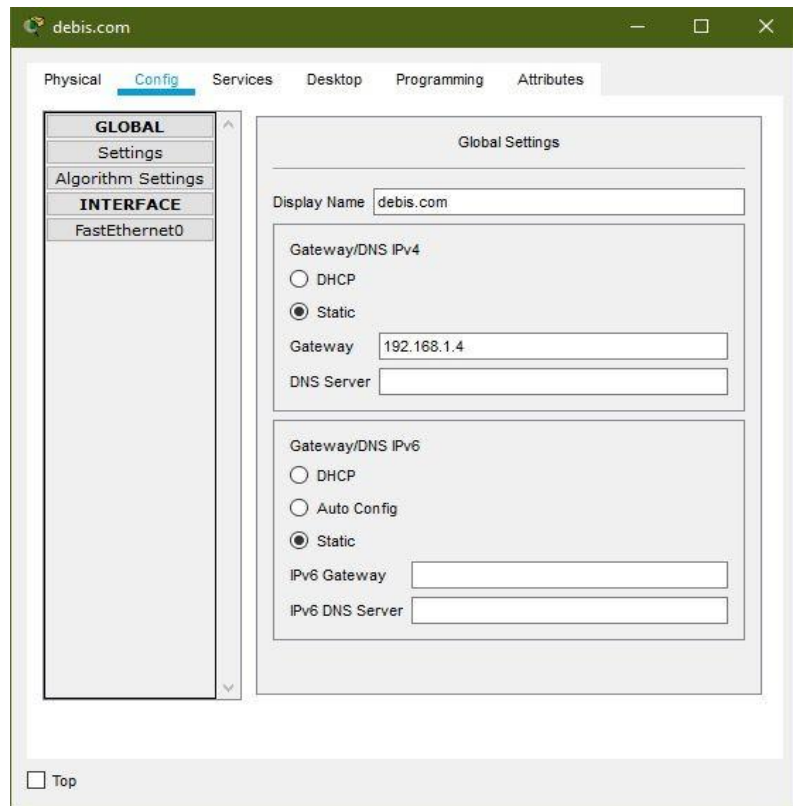 debis.com
Physical Config Services Desktop Programming Attributes
GLOBAL
Settings
Algorithm Settings
INTERFACE
FastEthernet0
Global Settings
Display Name debis.com
Gateway/DNS IPv4
DHCP
Static
Gateway 192.168.1.4
DNS Server
Gateway/DNS IPv6
DHCP
Auto Config
Static
IPv6 Gateway
IPv6 DNS Server
Top